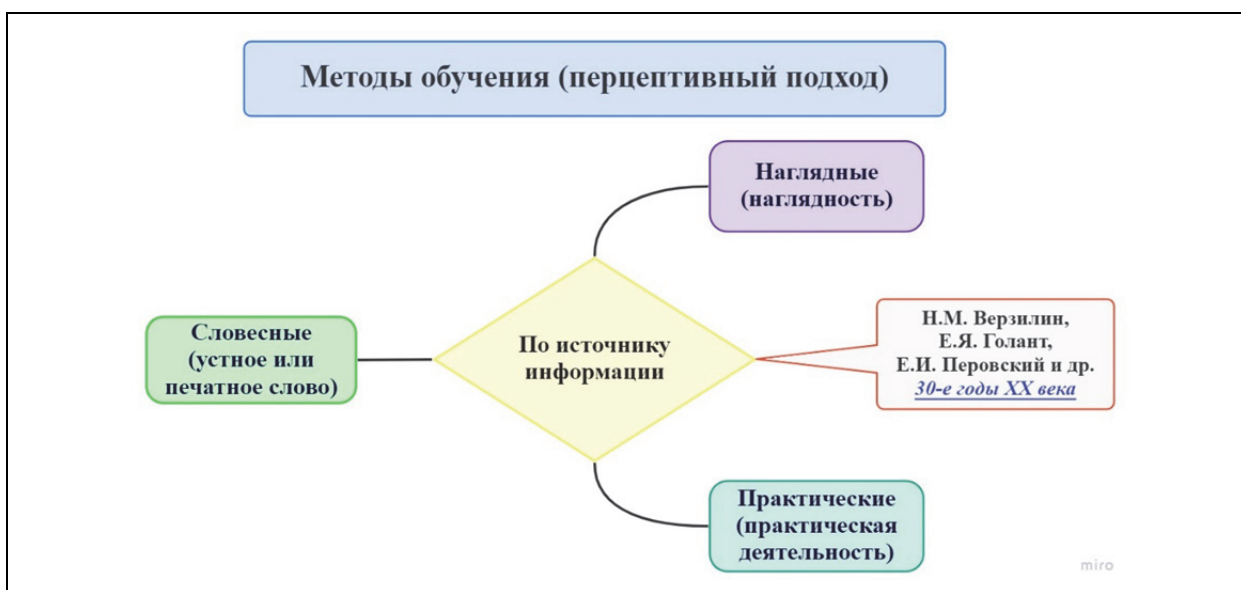 Методы обучения (перцептивный подход)
Наглядные
(наглядность)
Словесные
(устное или
печатное слово)
По источнику
информации
Н.М. Верзилин,
Е.Я. Голант,
Е.И. Перовский и др.
30-е годы XX века
Практические
(практическая
деятельность)
miro